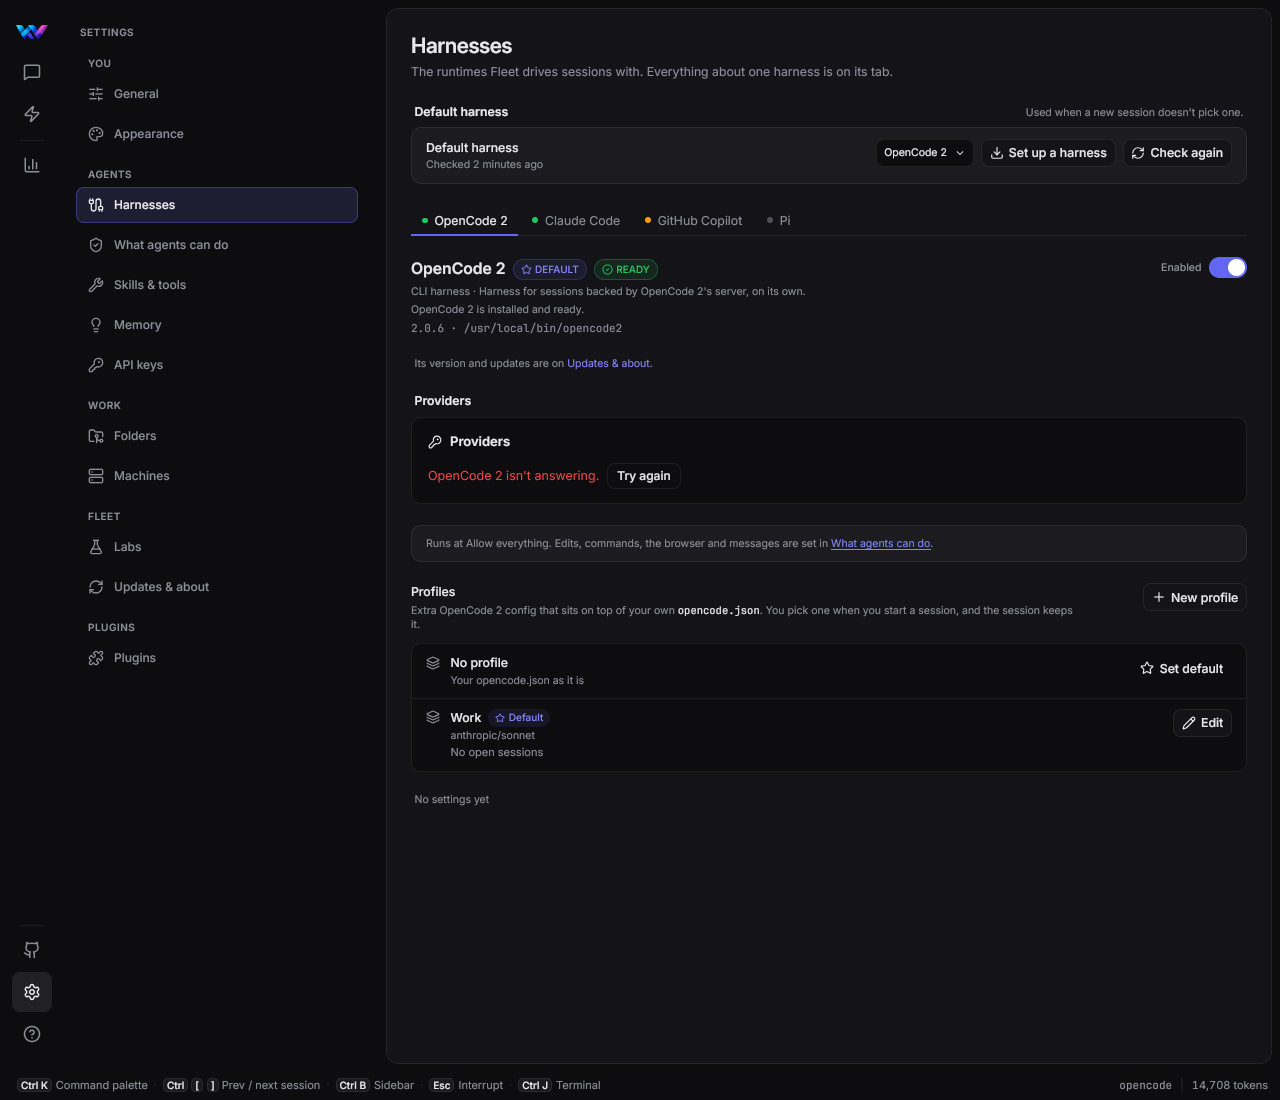 SETTINGS
YOU
General
Appearance
AGENTS
Harnesses
What agents can do
Skills & tools
Memory
API keys
WORK
Folders
Machines
FLEET
Labs
Updates & about
PLUGINS
Plugins
Harnesses
The runtimes Fleet drives sessions with. Everything about one harness is on its tab.
Default harness
Used when a new session doesn't pick one.
Default harness
Checked 2 minutes ago
OpenCode 2
Set up a harness
Check again
OpenCode 2
Claude Code
GitHub Copilot
Pi
OpenCode 2
DEFAULT
READY
Enabled
CLI harness · Harness for sessions backed by OpenCode 2's server, on its own.
OpenCode 2 is installed and ready.
2.0.6 · /usr/local/bin/opencode2
Its version and updates are on Updates & about.
Providers
Providers
OpenCode 2 isn't answering.
Try again
Runs at Allow everything. Edits, commands, the browser and messages are set in What agents can do.
Profiles
Extra OpenCode 2 config that sits on top of your own opencode.json. You pick one when you start a session, and the session keeps
it.
New profile
No profile
Your opencode.json as it is
Set default
Work
Default
anthropic/sonnet
No open sessions
Edit
No settings yet
Ctrl K Command palette · Ctrl [ ] Prev / next session · Ctrl B Sidebar · Esc Interrupt · Ctrl J Terminal
opencode
14,708 tokens